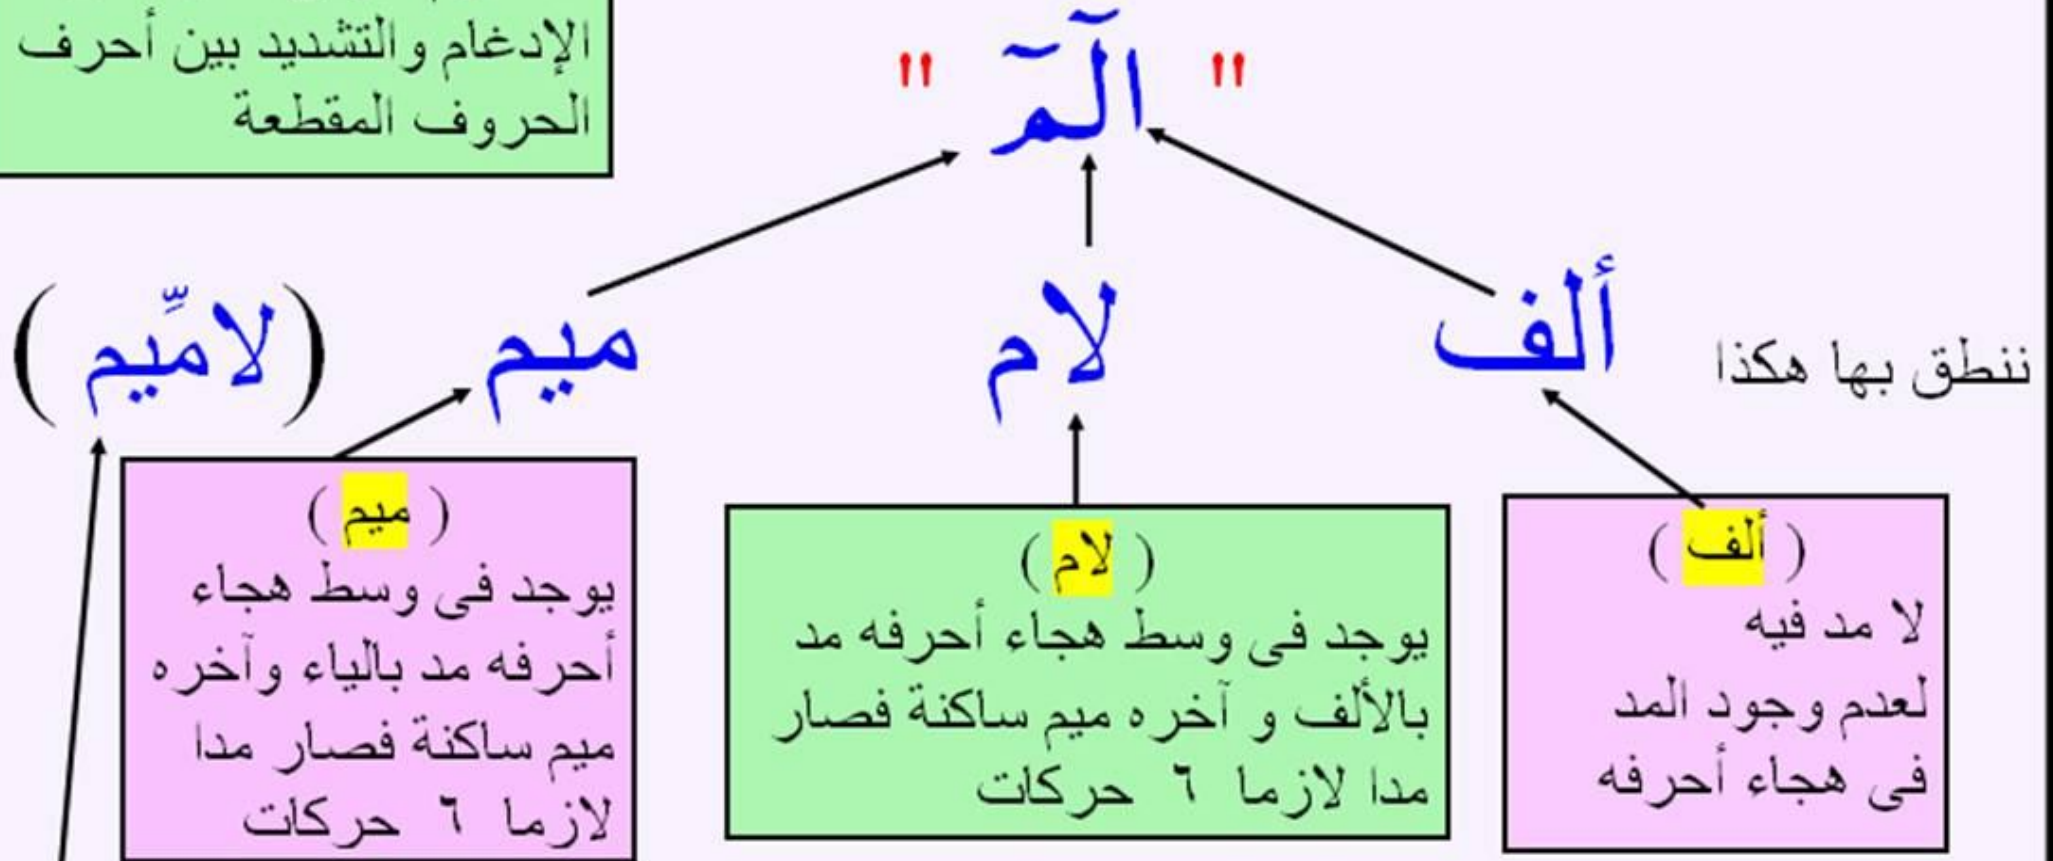 الإدغام والتشديد بين أحرف
الحروف المقطعة
" الٓمٓ "
ننطق بها هكذا ألف لام ميم (لامِّيم)
( ألف )
لا مد فيه
لعدم وجود المد
فى هجاء أحرفه
( لام )
يوجد فى وسط هجاء أحرفه مد
بالألف و آخره ميم ساكنة فصار
مدا لازما ٦ حركات
( ميم )
يوجد فى وسط هجاء
أحرفه مد بالياء وآخره
ميم ساكنة فصار مدا
لازما ٦ حركات